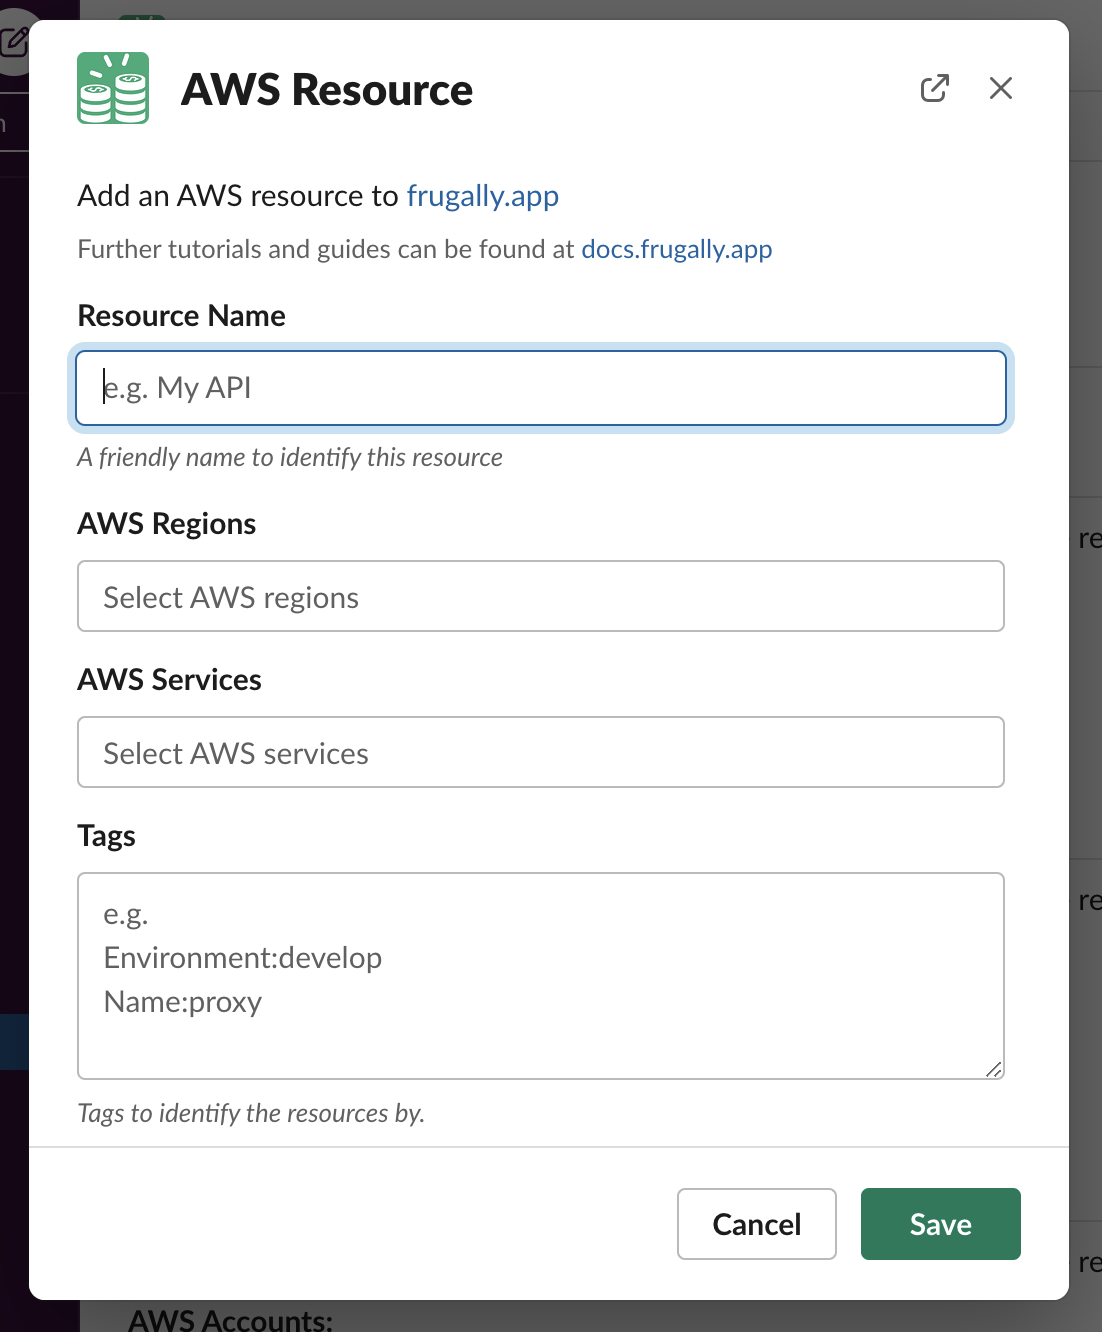 AWS Resource
Add an AWS resource to frugally.app
Further tutorials and guides can be found at docs.frugally.app
Resource Name
e.g. My API
A friendly name to identify this resource
AWS Regions
Select AWS regions
re
AWS Services
Select AWS services
Tags
e.g.
re
Environment:develop
Name:proxy
Tags to identify the resources by.
Cancel
Save
re
AWS Accounts: